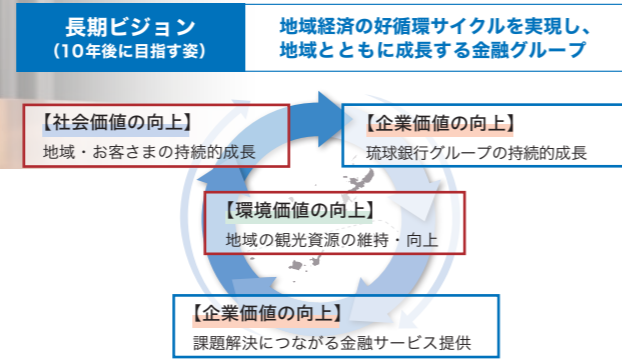 長期ビジョン
(10年後に目指す姿)
地域経済の好循環サイクルを実現し、
地域とともに成長する金融グループ
【社会価値の向上】
地域・お客さまの持続的成長
【企業価値の向上】
琉球銀行グループの持続的成長
【環境価値の向上】
地域の観光資源の維持・向上
【企業価値の向上】
課題解決につながる金融サービス提供